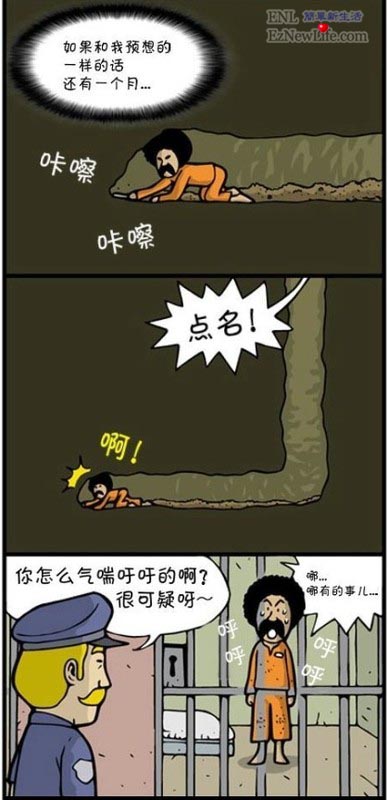 ENL 簡單新生活
EzNewLife.com
如果和我预想的
一样的话
还有一个月...
咔嚓
咔嚓
点名!
啊!
你怎么气喘吁吁的啊?
很可疑呀~
哪...
哪有的事儿...
呼
呼
呼
呼